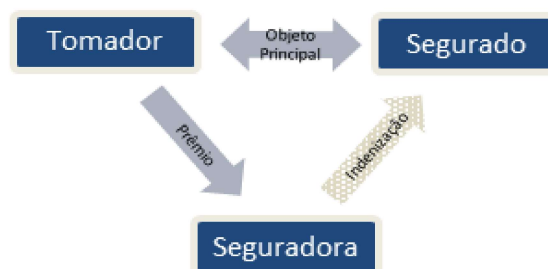 Tomador
Objeto
Principal
Segurado
Prêmio
Indenização
Seguradora